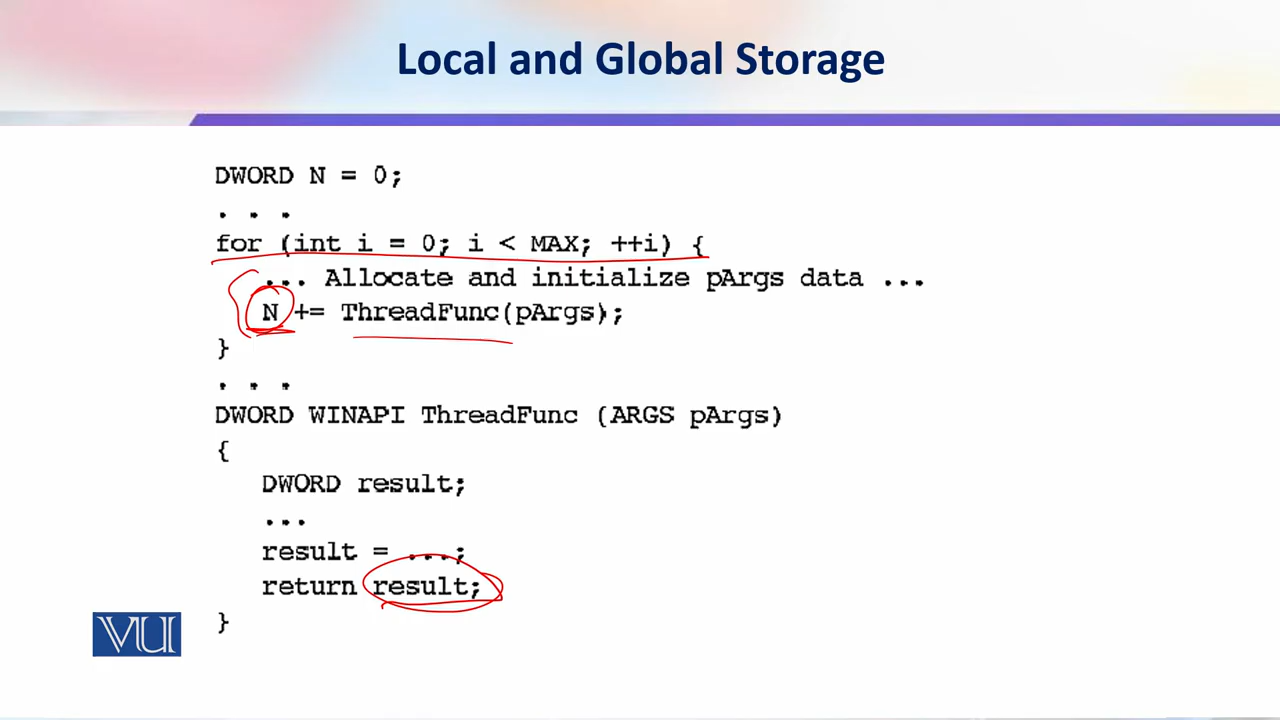 Local and Global Storage
DWORD N = 0;
. . .
for (int i = 0; i < MAX; ++i) {
... Allocate and initialize pArgs data ...
N += ThreadFunc(pArgs);
}
. . .
DWORD WINAPI ThreadFunc (ARGS pArgs)
{
DWORD result;
...
result = ...;
return result;
}
VU